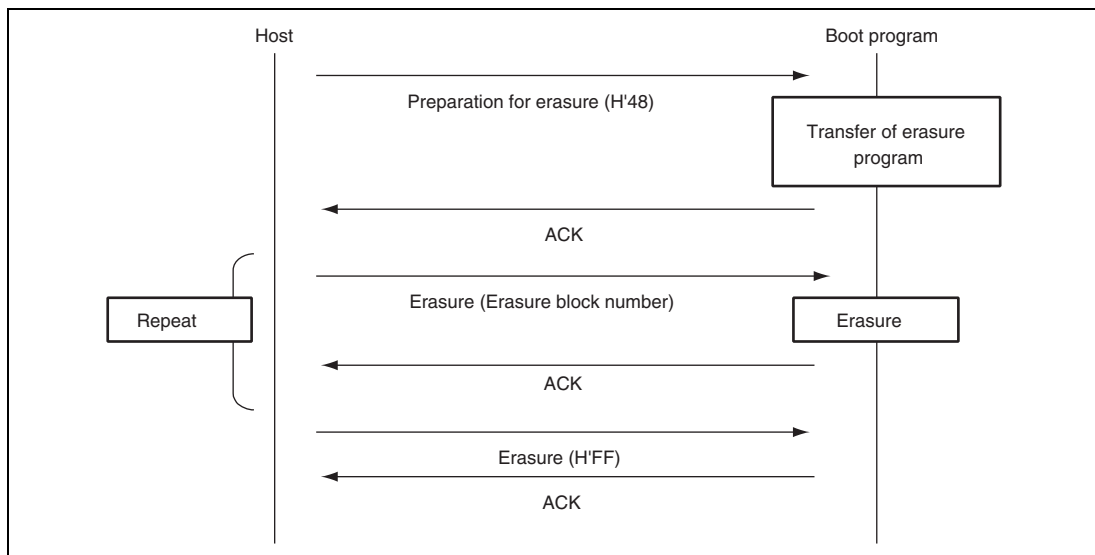 Host
Boot program
Preparation for erasure (H'48)
Transfer of erasure
program
ACK
Repeat
Erasure (Erasure block number)
Erasure
ACK
Erasure (H'FF)
ACK